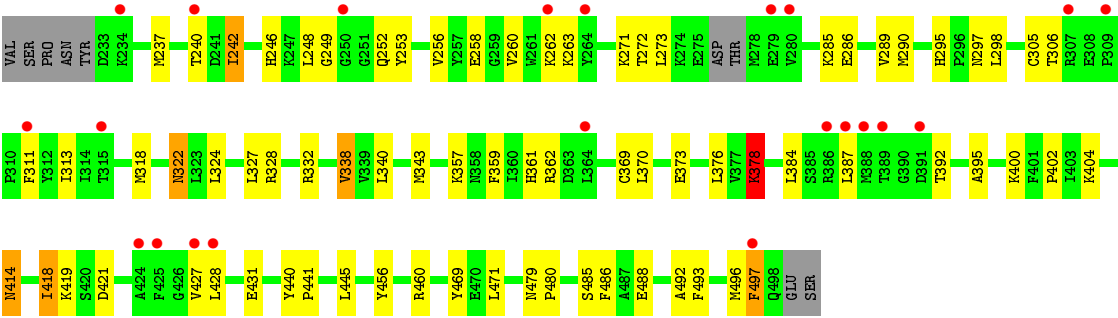 VAL SER PRO ASN TYR D233 K234 M237 T240 D241 I242 H246 K247 L248 G249 G250 G251 Q252 Y253 V256 Y257 E258 G259 V260 W261 K262 K263 Y264 K271 T272 L273 K274 E275 ASP THR M278 E279 V280 K285 E286 V289 M290 H295 P296 N297 L298 C305 T306 R307 E308 P309
P310 F311 Y312 I313 I314 T315 M318 N322 L323 L324 L327 R328 R332 V338 V339 L340 M343 K357 N358 F359 I360 H361 R362 D363 L364 C369 L370 E373 L376 V377 K378 L384 S385 R386 L387 M388 T389 G390 D391 T392 A395 K400 F401 P402 I403 K404
N414 I418 K419 S420 D421 A424 F425 G426 V427 L428 E431 Y440 P441 L445 Y456 R460 Y469 E470 L471 N479 P480 S485 F486 A487 E488 A492 F493 M496 F497 Q498 GLU SER